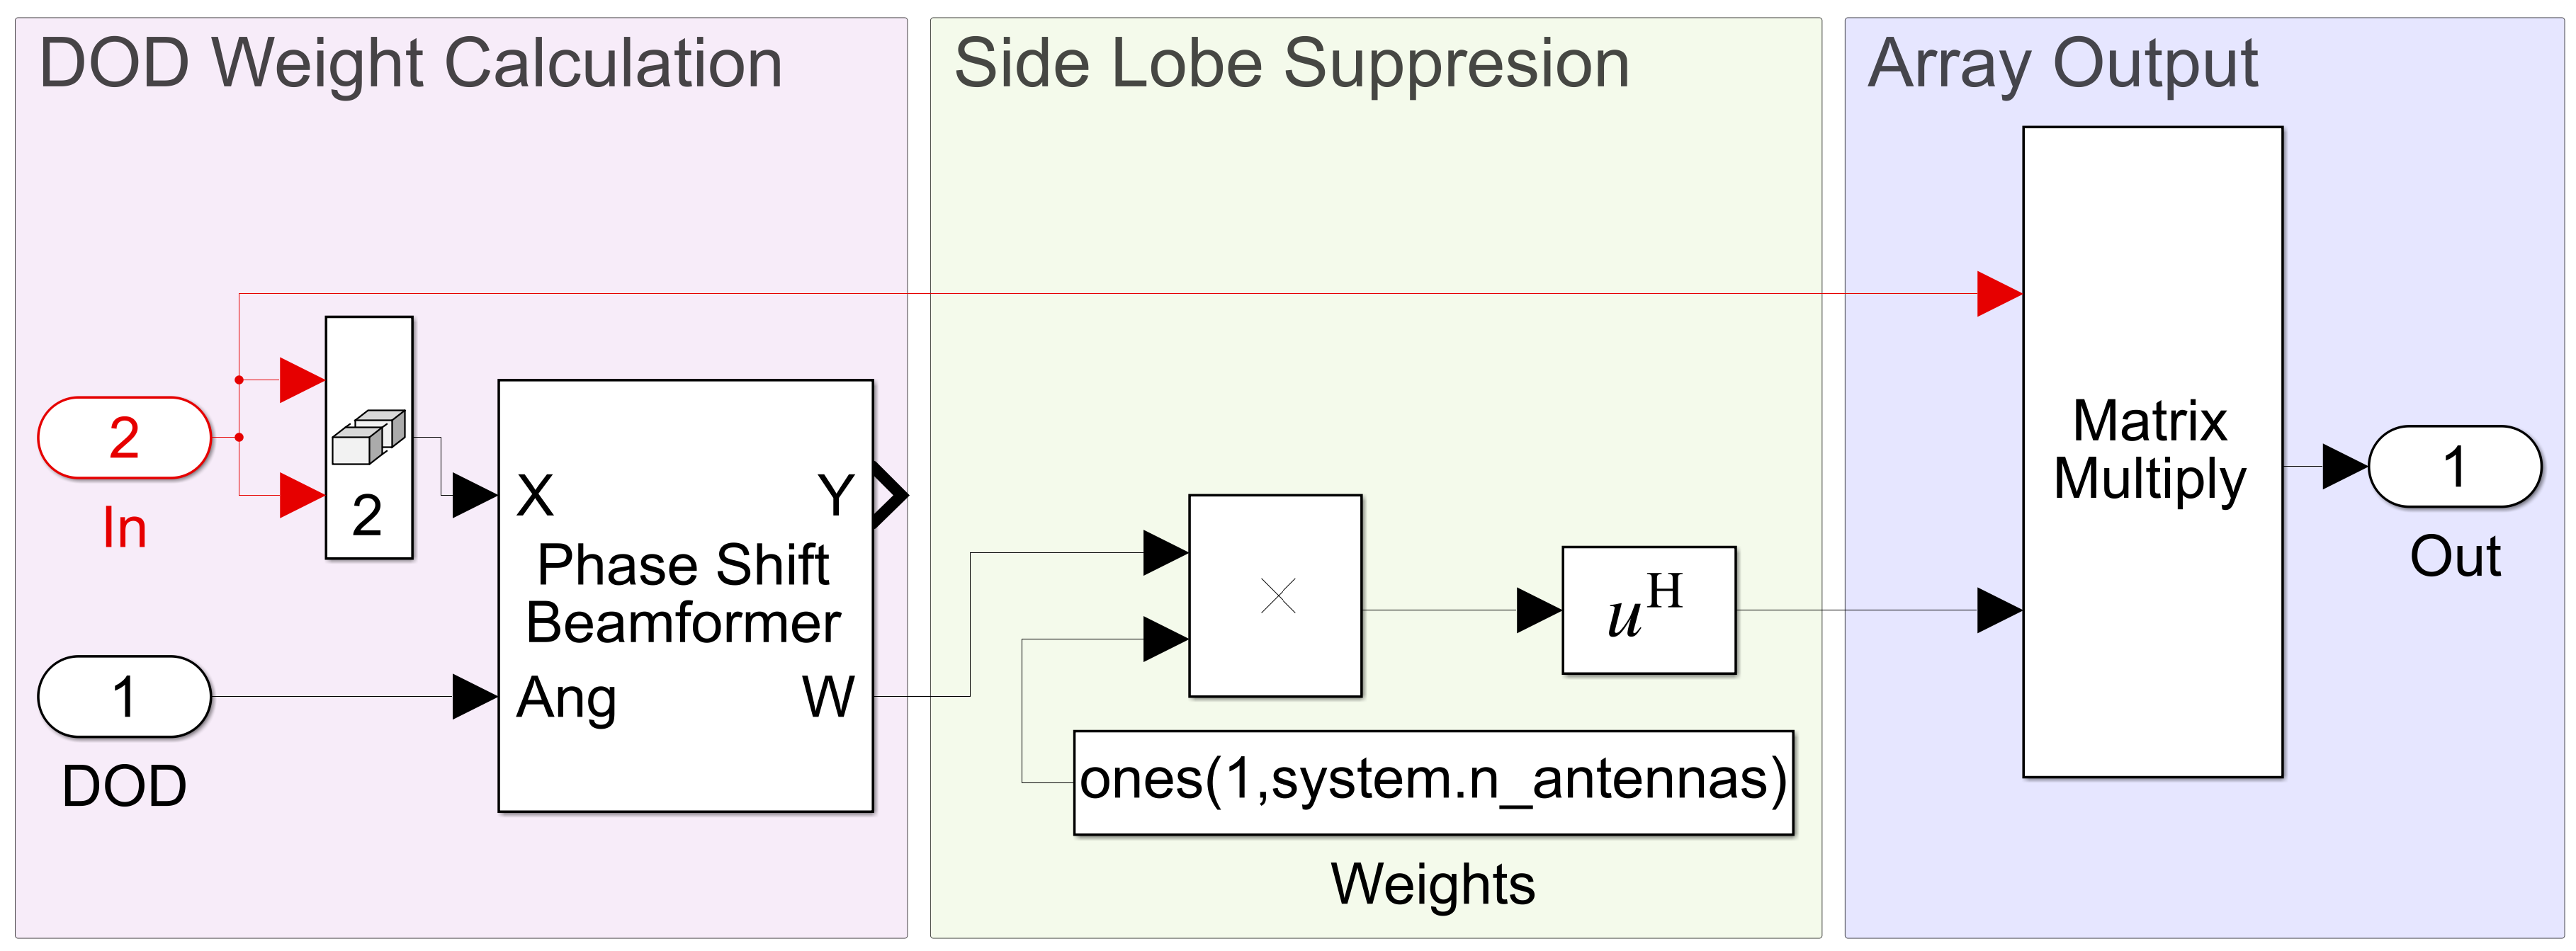 DOD Weight Calculation
2
In
2
X
Y
Phase Shift
Beamformer
Ang
W
1
DOD
Side Lobe Suppresion
×
u^H
ones(1,system.n_antennas)
Weights
Array Output
Matrix
Multiply
1
Out